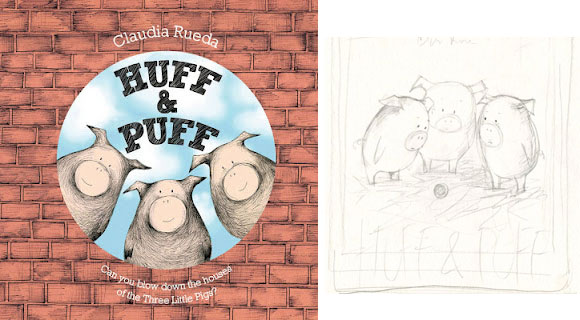 Claudia Rueda
HUFF
&
PUFF
Can you blow down the houses
of the Three Little Pigs?
HUFF & PUFF